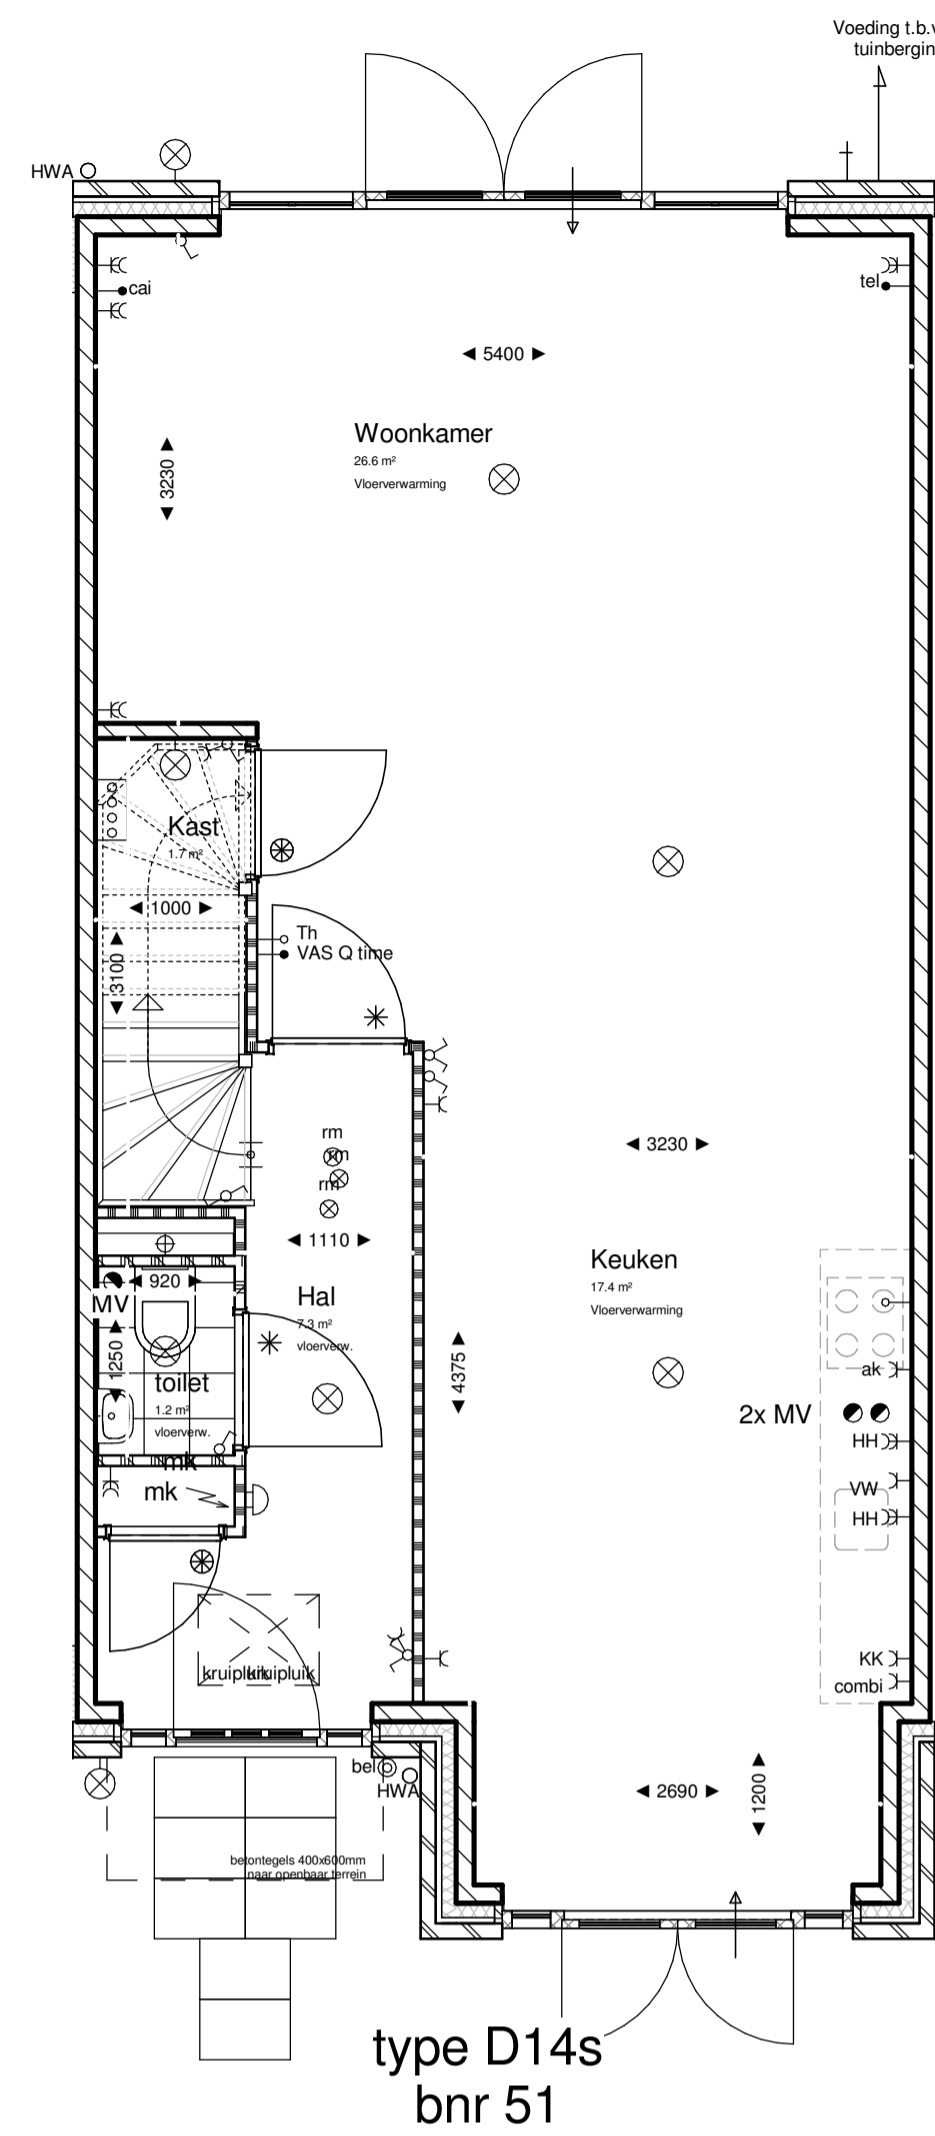 Voeding t.b.v
tuinbergin
HWA
cai
tel
5400
Woonkamer
26.6 m²
Vloerverwarming
3230
Kast
1.7 m²
1000
Th
VAS Q time
3100
rm
rm
rm
3230
1110
Keuken
17.4 m²
Vloerverwarming
920
MV
Hal
7.3 m²
vloerverw.
1250
4375
toilet
1.2 m²
vloerverw.
ak
2x MV
HH
VW
HH
mk
mk
kruipluik
kruipluik
KK
combi
bel
HWA
2690
1200
betontegels 400x600mm
naar openbaar terrein
type D14s
bnr 51